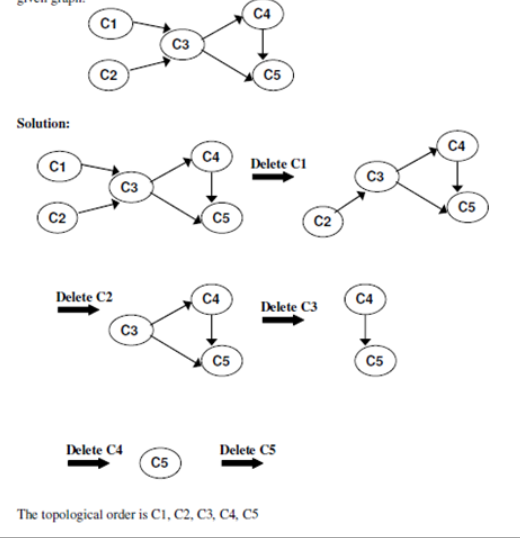 given graph.
C1
C4
C3
C2
C5
Solution:
C1
C4
C3
C2
C5
Delete C1
C4
C3
C2
C5
Delete C2
C4
C3
C5
Delete C3
C4
C5
Delete C4
C5
Delete C5
The topological order is C1, C2, C3, C4, C5